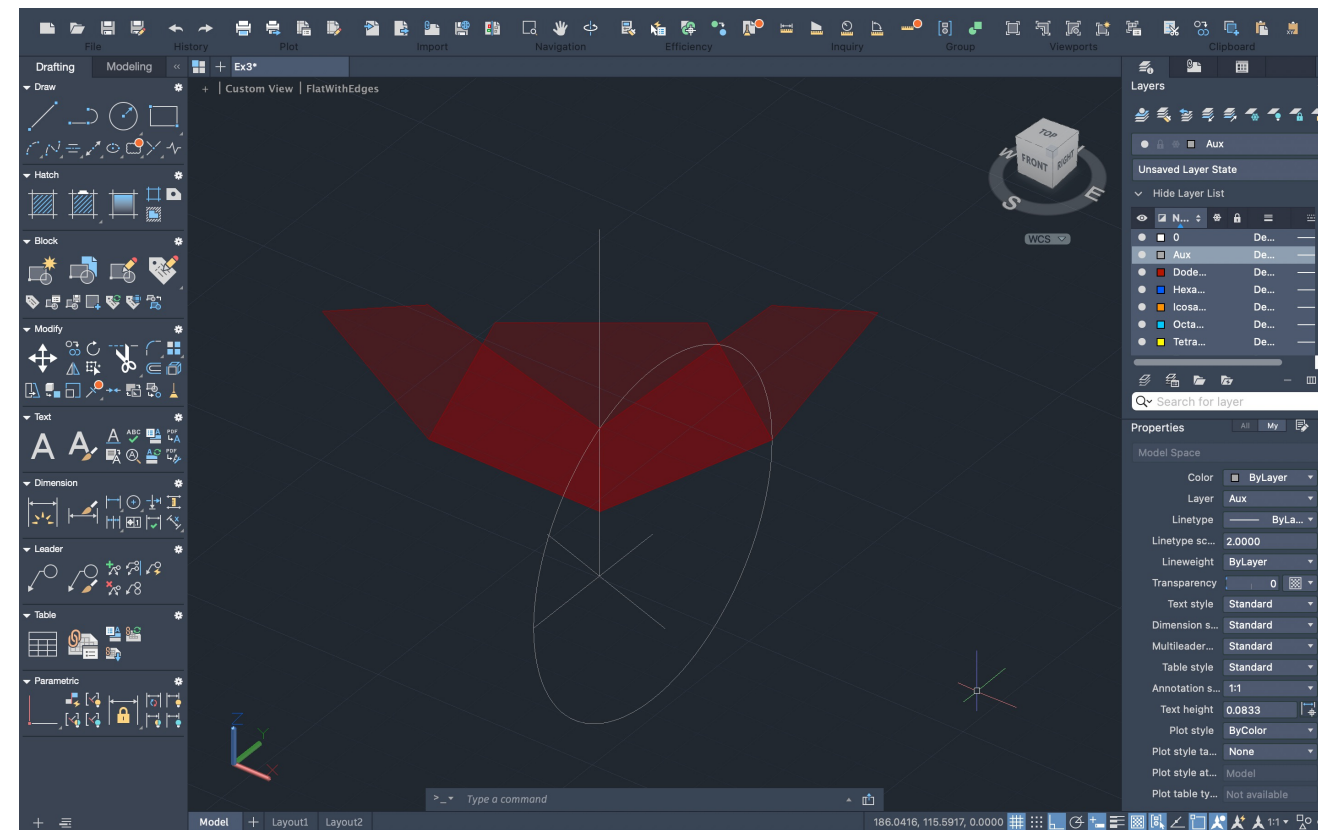 File History Plot Import Navigation Efficiency Inquiry Group Viewports Clipboard
Drafting Modeling Ex3*
Draw
+ | Custom View | FlatWithEdges
Hatch
Block
Modify
Text
Dimension
Leader
Table
Parametric
TOP
FRONT
RIGHT
W
S
E
WCS
Z
Y
X
>_ Type a command
Model + Layout1 Layout2
186.0416, 115.5917, 0.0000
1:1
Layers
Aux
Unsaved Layer State
Hide Layer List
N...
0 De...
Aux De...
Dode... De...
Hexa... De...
Icosa... De...
Octa... De...
Tetra... De...
Search for layer
Properties All My
Model Space
Color ByLayer
Layer Aux
Linetype ByLa...
Linetype sc... 2.0000
Lineweight ByLayer
Transparency 0
Text style Standard
Dimension s... Standard
Multileader... Standard
Table style Standard
Annotation s... 1:1
Text height 0.0833
Plot style ByColor
Plot style ta... None
Plot style at... Model
Plot table ty... Not available